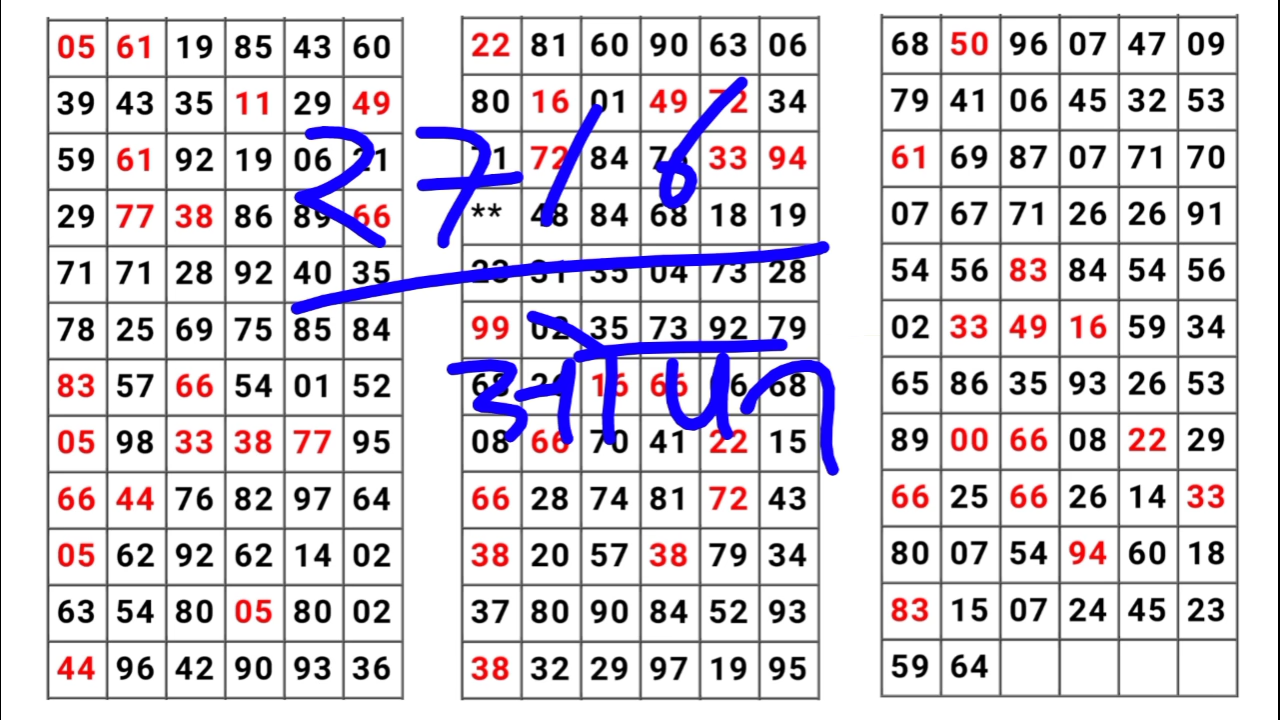 05 61 19 85 43 60
39 43 35 11 29 49
59 61 92 19 06 21
29 77 38 86 89 66
71 71 28 92 40 35
78 25 69 75 85 84
83 57 66 54 01 52
05 98 33 38 77 95
66 44 76 82 97 64
05 62 92 62 14 02
63 54 80 05 80 02
44 96 42 90 93 36
22 81 60 90 63 06
80 16 01 49 72 34
71 72 84 33 94
** 48 84 68 18 19
23 31 35 04 73 28
99 02 35 73 92 79
68 16 66 68
08 66 70 41 22 15
66 28 74 81 72 43
38 20 57 38 79 34
37 80 90 84 52 93
38 32 29 97 19 95
68 50 96 07 47 09
79 41 06 45 32 53
61 69 87 07 71 70
07 67 71 26 26 91
54 56 83 84 54 56
02 33 49 16 59 34
65 86 35 93 26 53
89 00 66 08 22 29
66 25 66 26 14 33
80 07 54 94 60 18
83 15 07 24 45 23
59 64
27/6
ओपन